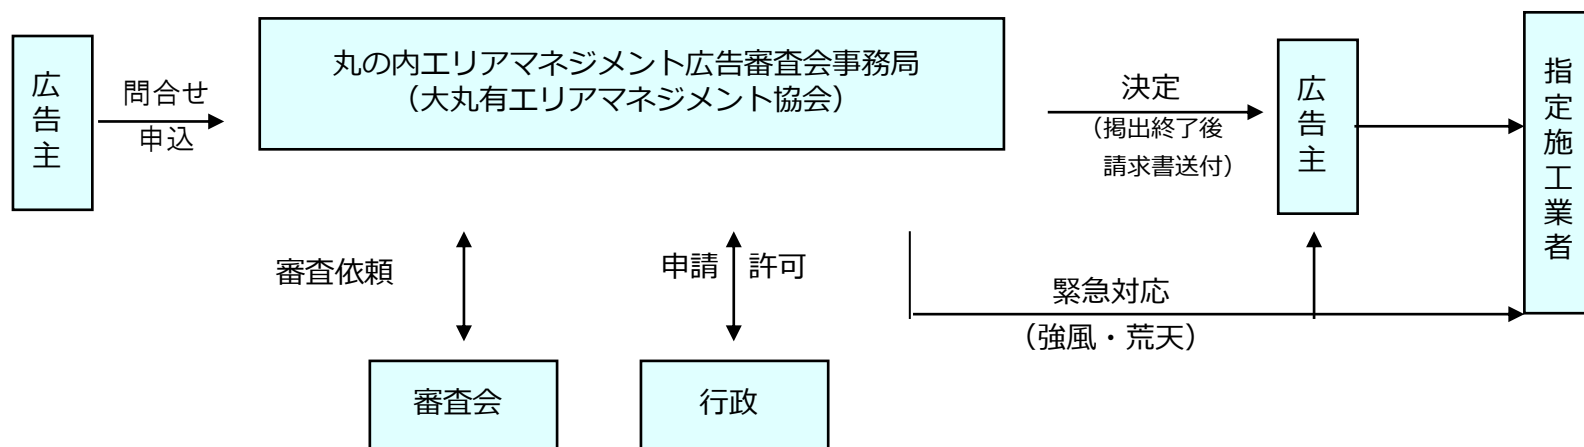 広告主
問合せ
申込
丸の内エリアマネジメント広告審査会事務局
（大丸有エリアマネジメント協会）
決定
（掲出終了後
請求書送付）
広告主
指定施工業者
審査依頼
申請
許可
緊急対応
（強風・荒天）
審査会
行政